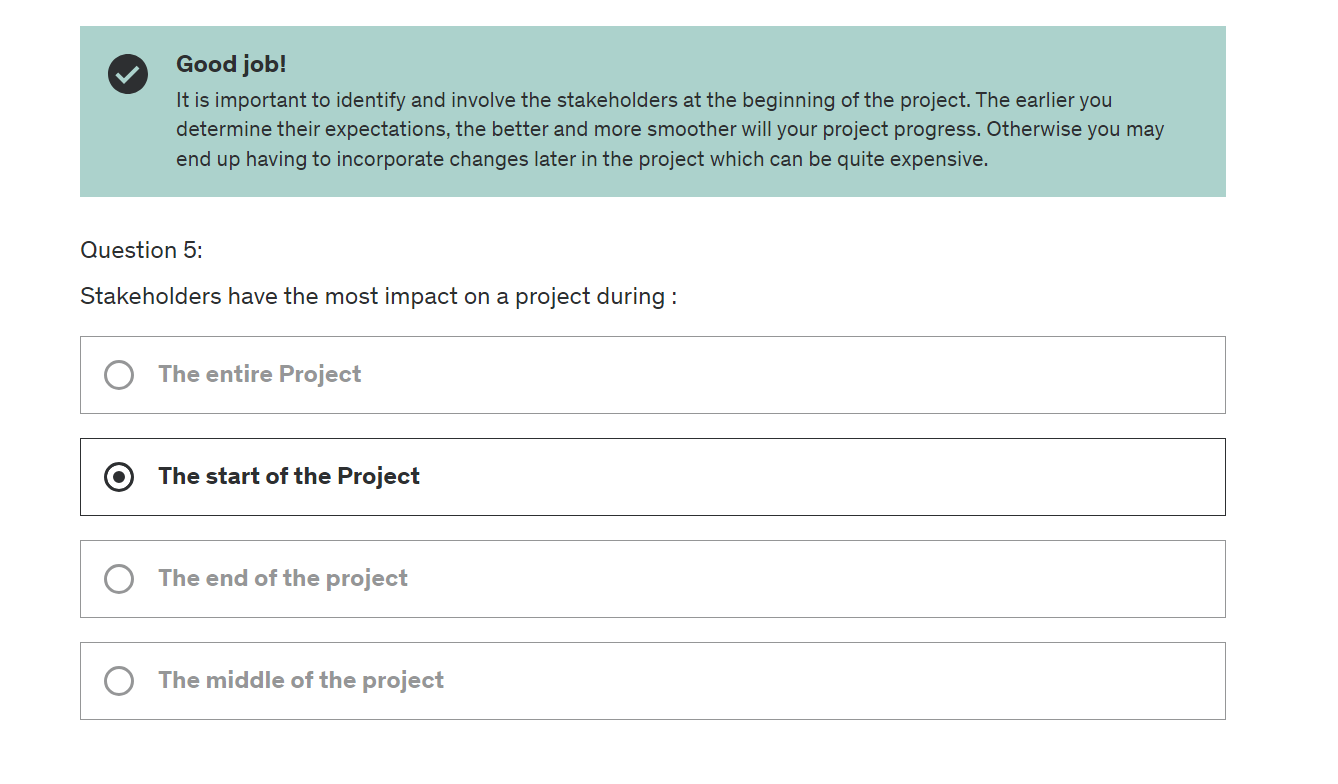 Good job!
It is important to identify and involve the stakeholders at the beginning of the project. The earlier you
determine their expectations, the better and more smoother will your project progress. Otherwise you may
end up having to incorporate changes later in the project which can be quite expensive.
Question 5:
Stakeholders have the most impact on a project during :
The entire Project
The start of the Project
The end of the project
The middle of the project